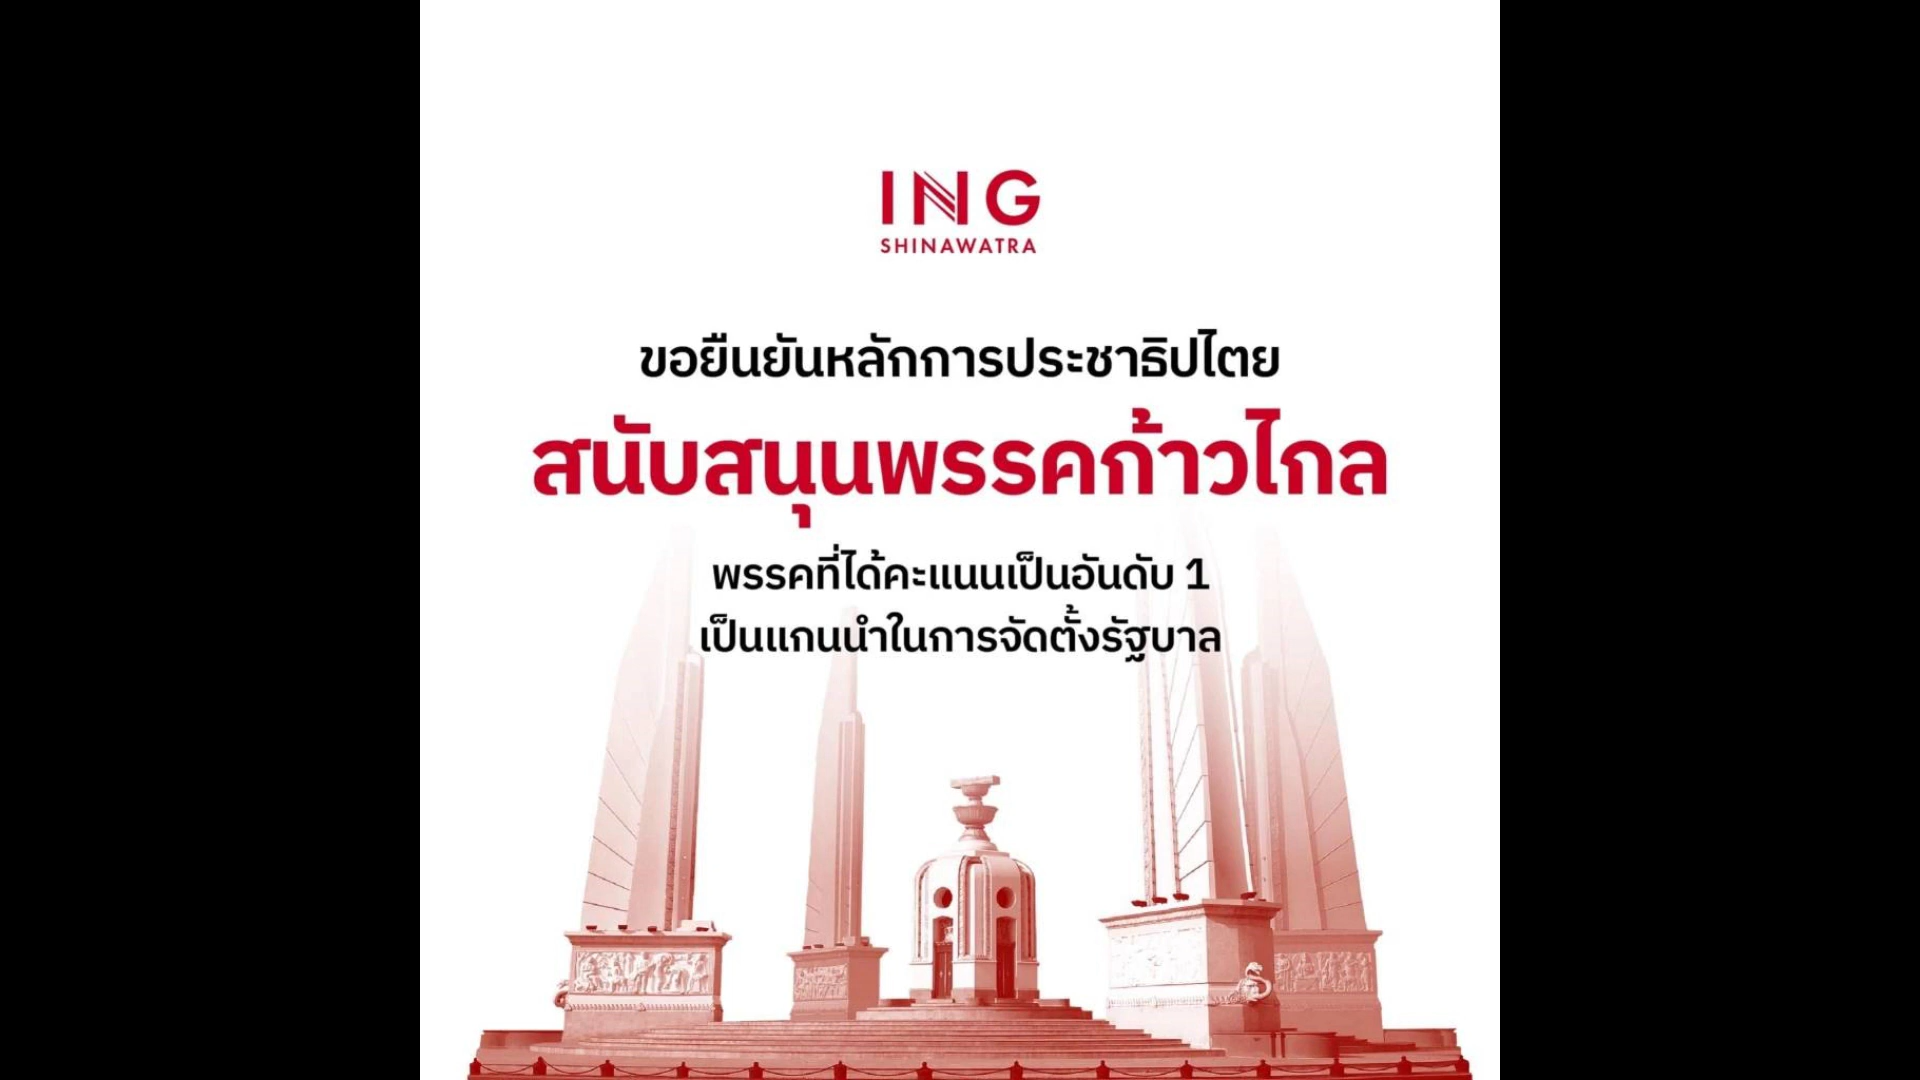 ING
SHINAWATRA
ขอยืนยันหลักการประชาธิปไตย
สนับสนุนพรรคก้าวไกล
พรรคที่ได้คะแนนเป็นอันดับ 1
เป็นแกนนำในการจัดตั้งรัฐบาล